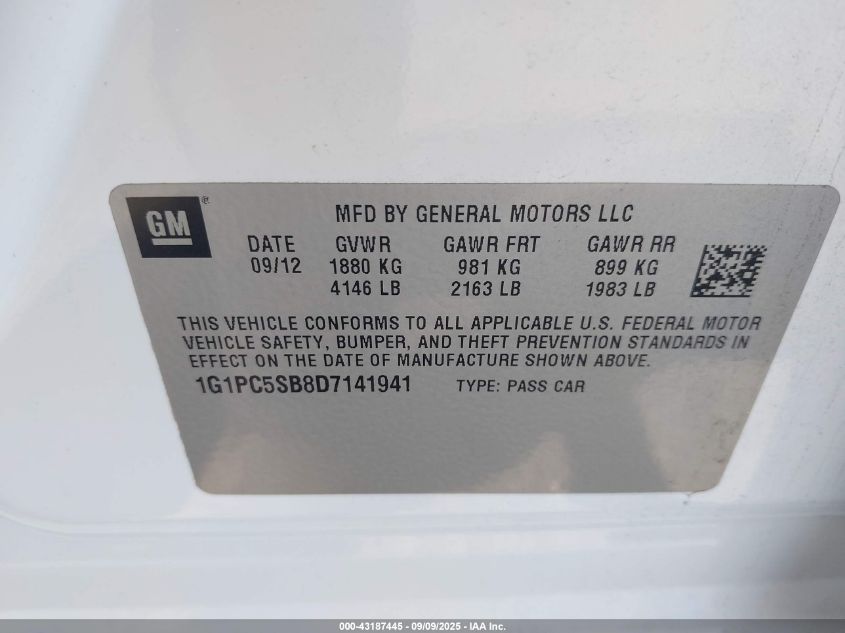 GM®
MFD BY GENERAL MOTORS LLC
DATE GVWR GAWR FRT GAWR RR
09/12 1880 KG 981 KG 899 KG
4146 LB 2163 LB 1983 LB
THIS VEHICLE CONFORMS TO ALL APPLICABLE U.S. FEDERAL MOTOR
VEHICLE SAFETY, BUMPER, AND THEFT PREVENTION STANDARDS IN
EFFECT ON THE DATE OF MANUFACTURE SHOWN ABOVE.
1G1PC5SB8D7141941 TYPE: PASS CAR
000-43187445 - 09/09/2025 - IAA Inc.